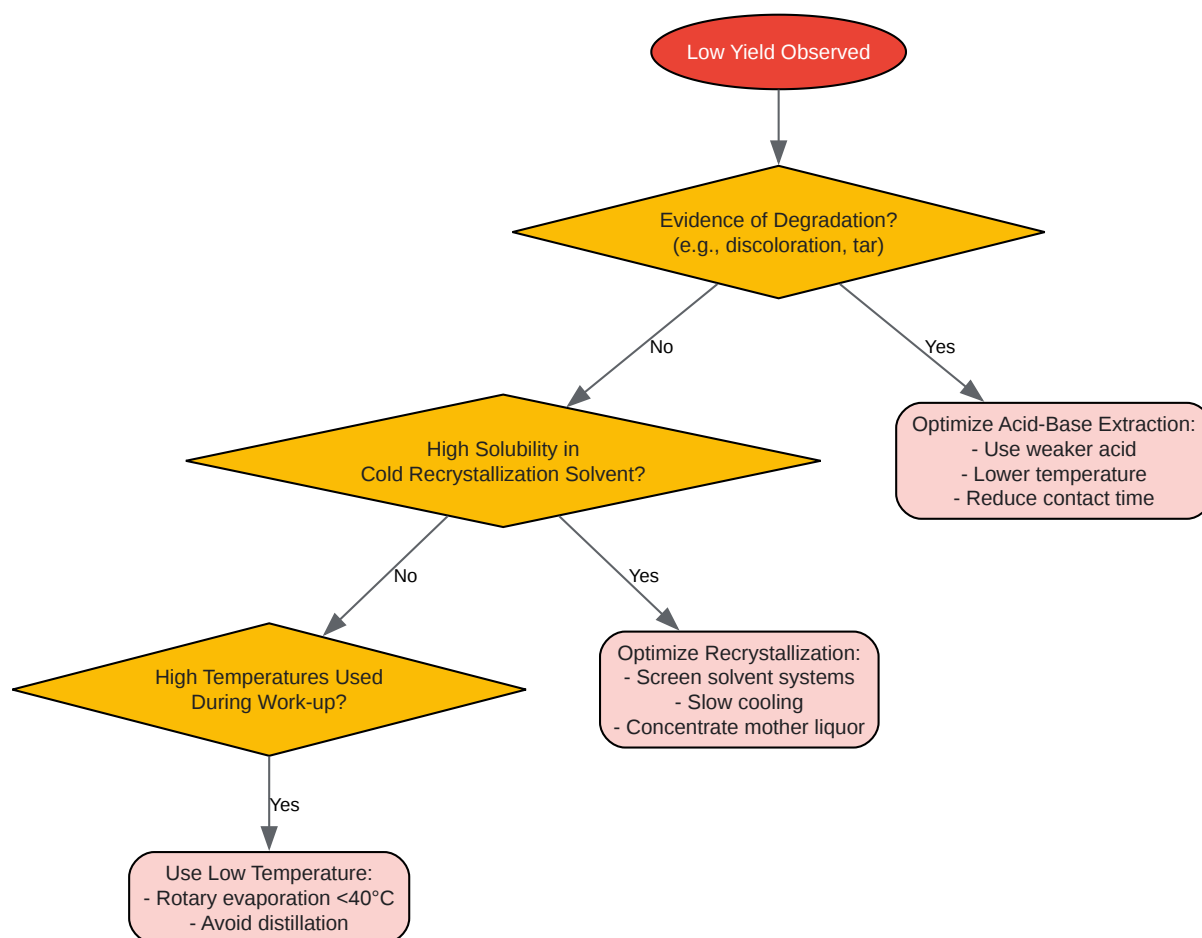 Low Yield Observed
Evidence of Degradation?
(e.g., discoloration, tar)
No
Yes
High Solubility in
Cold Recrystallization Solvent?
Optimize Acid-Base Extraction:
- Use weaker acid
- Lower temperature
- Reduce contact time
No
Yes
High Temperatures Used
During Work-up?
Optimize Recrystallization:
- Screen solvent systems
- Slow cooling
- Concentrate mother liquor
Yes
Use Low Temperature:
- Rotary evaporation <40°C
- Avoid distillation